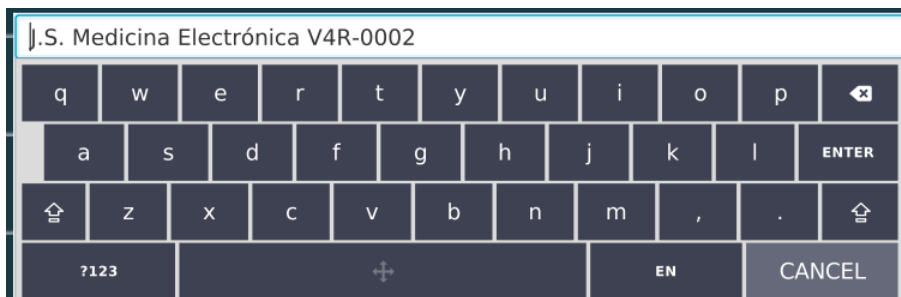 J.S. Medicina Electrónica V4R-0002
q w e r t y u i o p
a s d f g h j k l ENTER
z x c v b n m , .
?123 EN CANCEL